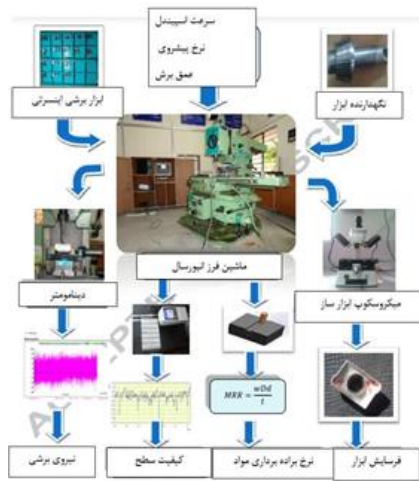 سرعت اسپیندل
نرخ پیشروی
عمق برش
ابزار برشی اینسرتی
نگهدارنده ابزار
ماشین فرز انیورسال
دینامومتر
میکروسکوپ ابزار ساز
MRR = wDd / t
نیروی برشی
کیفیت سطح
نرخ براده برداری مواد
فرسایش ابزار